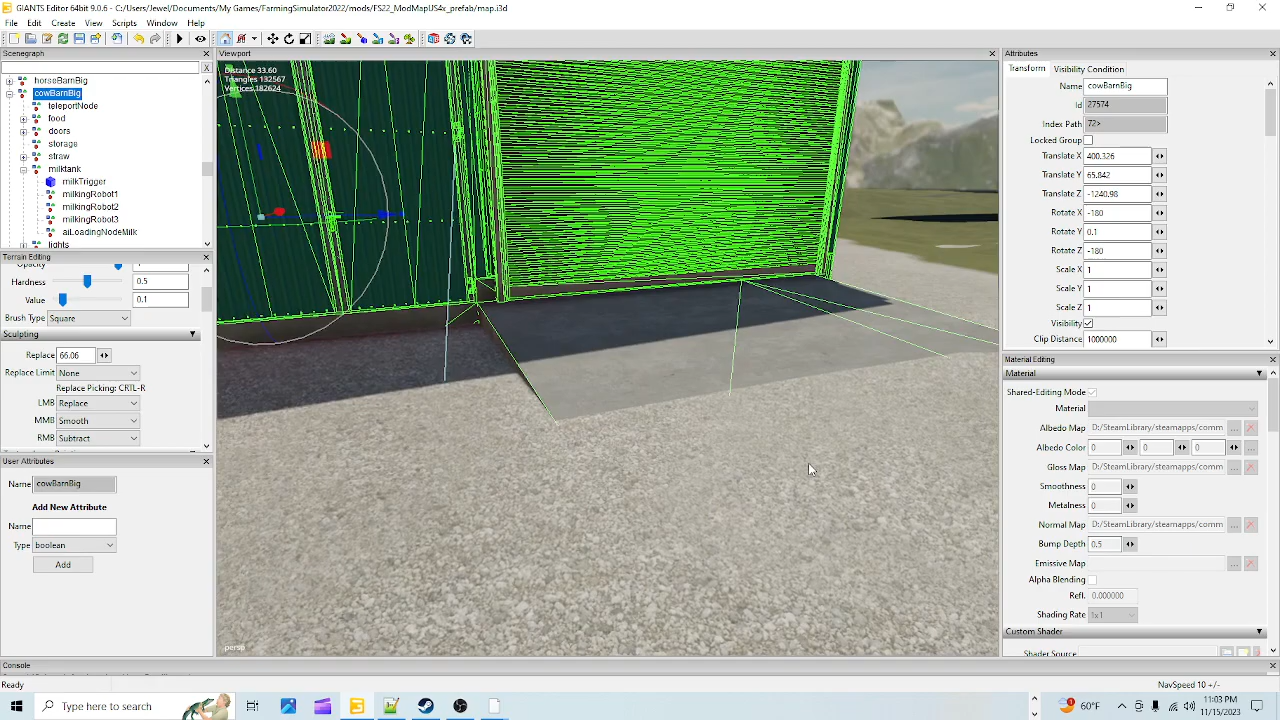 GIANTS Editor 64bit 9.0.6 - C:/Users/Jewel/Documents/My Games/FarmingSimulator2022/mods/FS22_ModMapUS4x_prefab/map.i3d
File Edit Create View Scripts Window Help
Scenegraph
X
horseBarnBig
cowBarnBig
teleportNode
food
doors
storage
straw
milktank
milkTrigger
milkingRobot1
milkingRobot2
milkingRobot3
aiLoadingNodeMilk
lights
Terrain Editing
Opacity
Hardness 0.5
Value 0.1
Brush Type Square
Sculpting
Replace 66.06
Replace Limit None
Replace Picking: CRTL-R
LMB Replace
MMB Smooth
RMB Subtract
User Attributes
Name cowBarnBig
Add New Attribute
Name
Type boolean
Add
Viewport
Distance 33.60
Triangles 132567
Vertices 182624
persp
Attributes
Transform Visibility Condition
Name cowBarnBig
Id 27574
Index Path 72>
Locked Group
Translate X 400.326
Translate Y 65.842
Translate Z -1240.98
Rotate X -180
Rotate Y 0.1
Rotate Z -180
Scale X 1
Scale Y 1
Scale Z 1
Visibility
Clip Distance 1000000
Material Editing
Material
Shared-Editing Mode
Material
Albedo Map D:/SteamLibrary/steamapps/comm ...
Albedo Color 0 0 0 ...
Gloss Map D:/SteamLibrary/steamapps/comm ...
Smoothness 0
Metalness 0
Normal Map D:/SteamLibrary/steamapps/comm ...
Bump Depth 0.5
Emissive Map ...
Alpha Blending
Refl. 0.000000
Shading Rate 1x1
Custom Shader
Shader Source
Console
Ready
NavSpeed 10 +/-
Type here to search
60°F
11:03 PM
11/15/2023